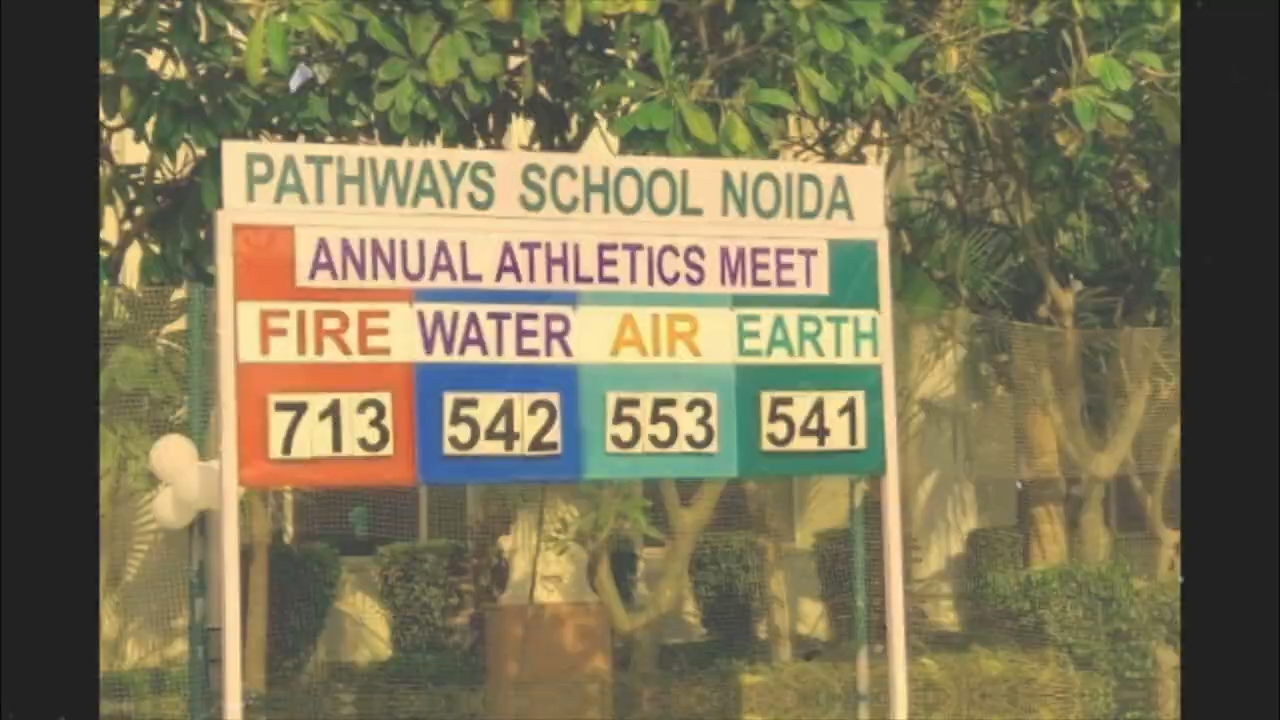 PATHWAYS SCHOOL NOIDA
ANNUAL ATHLETICS MEET
FIRE WATER AIR EARTH
713 542 553 541